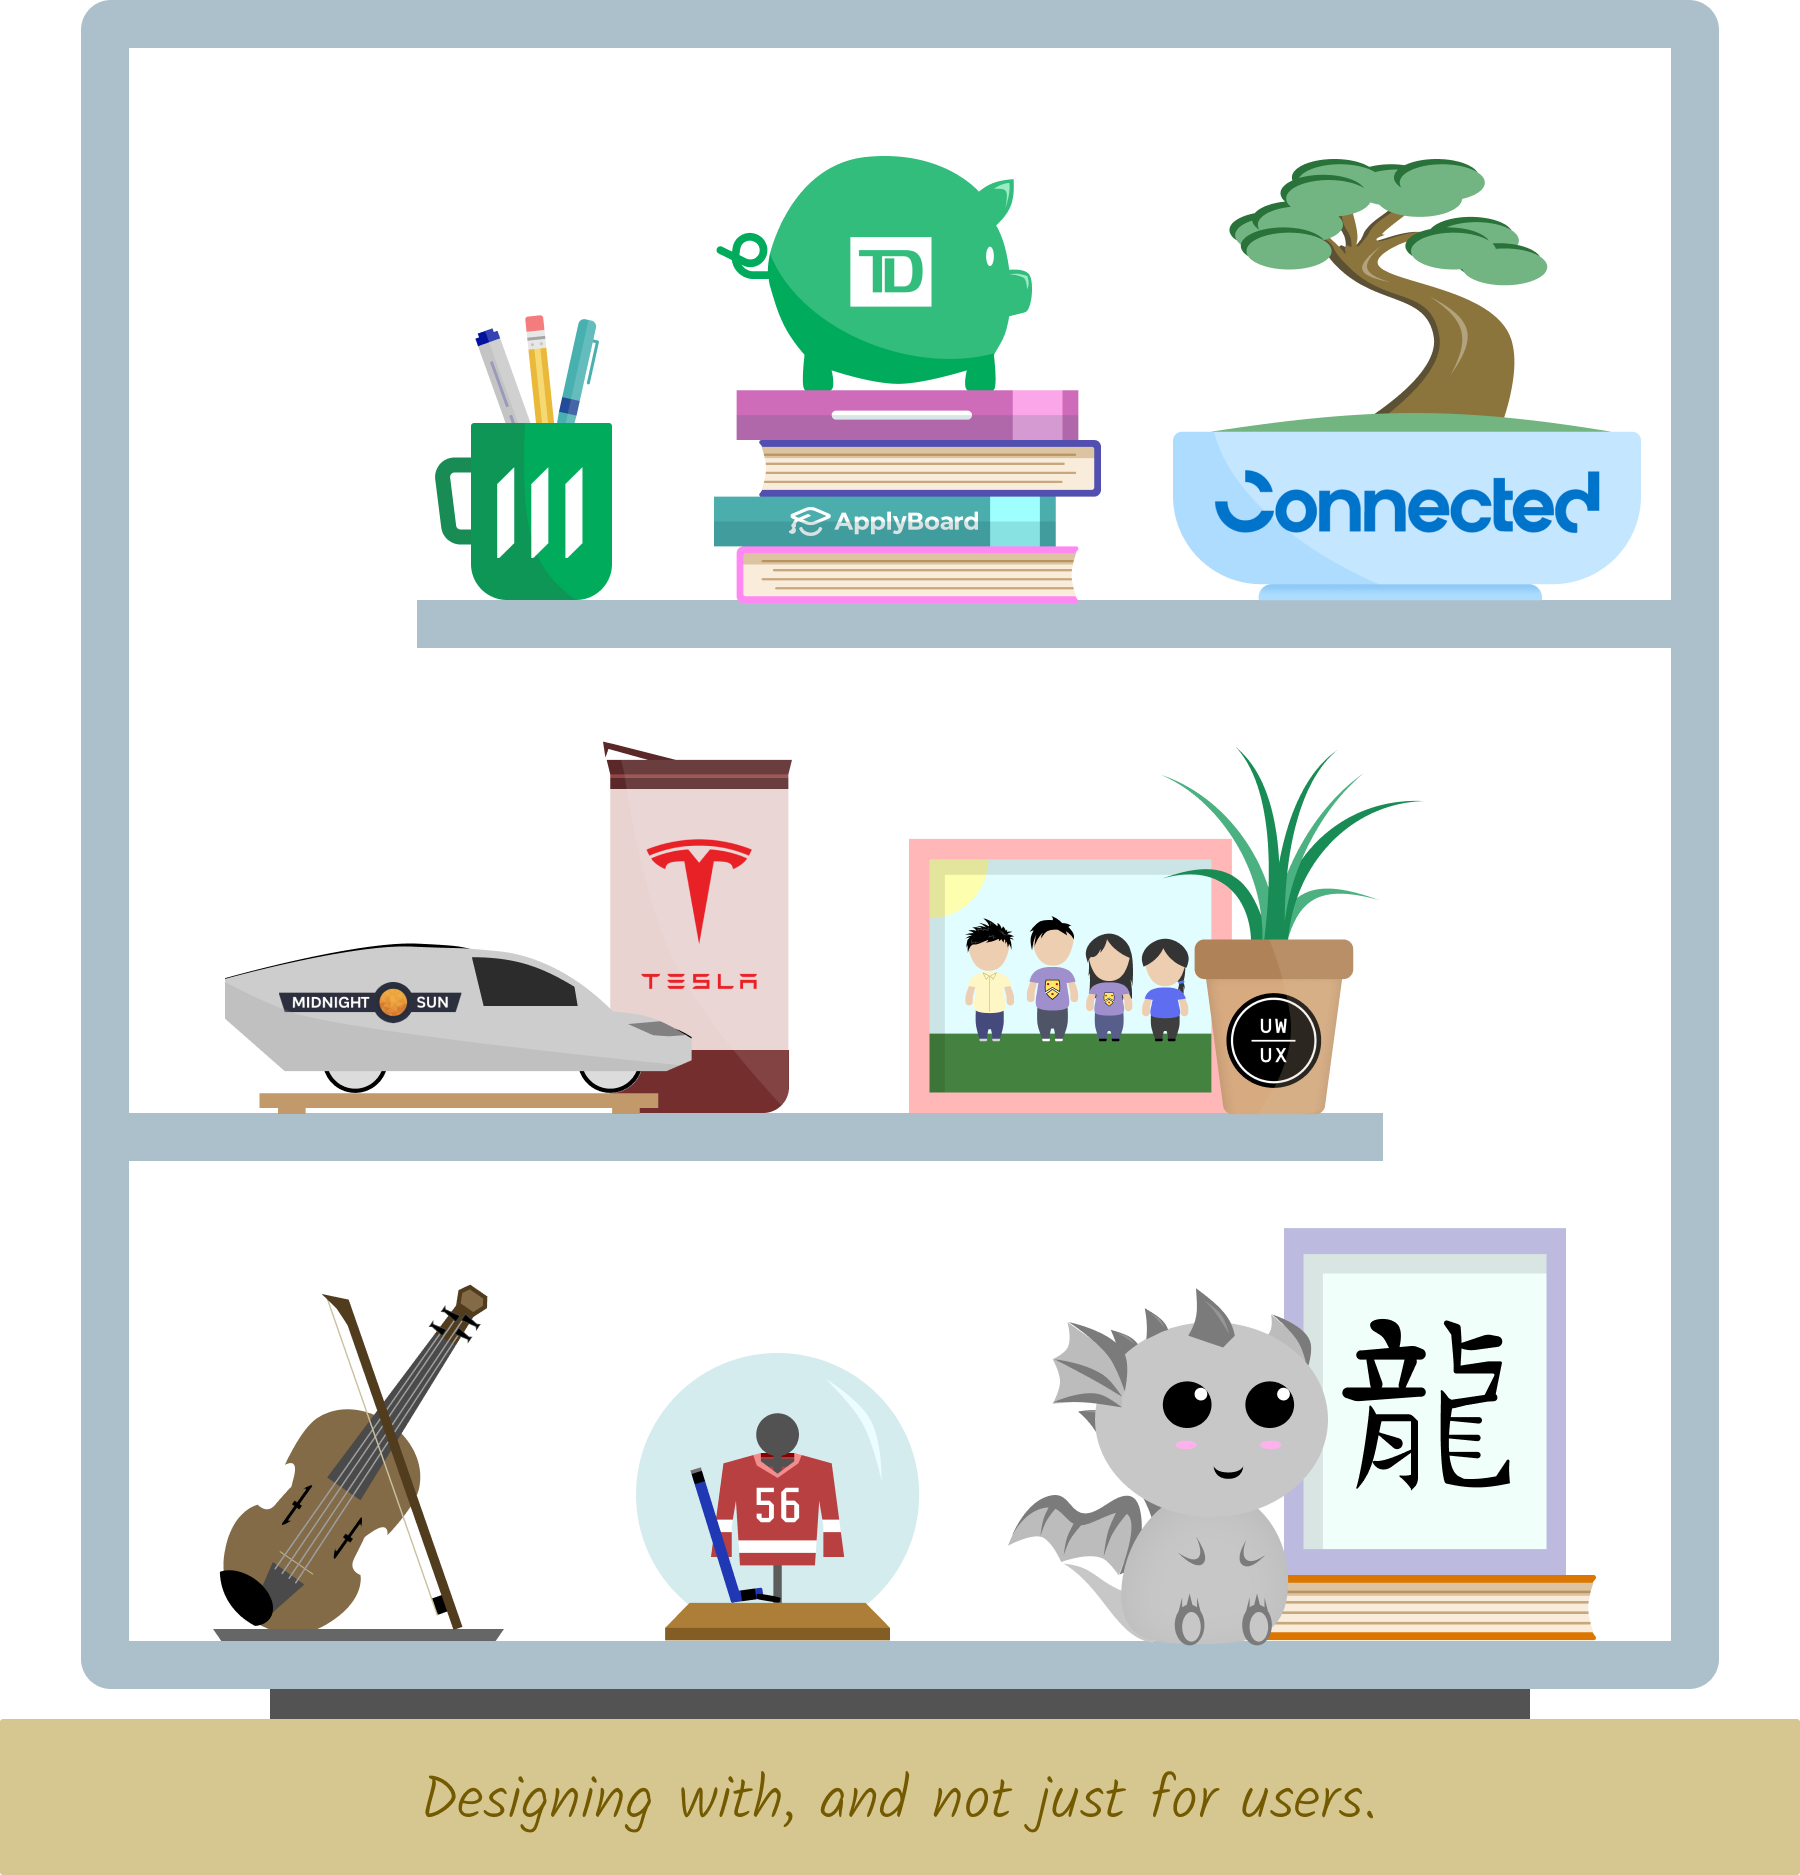 TD
ApplyBoard
Connected
TESLA
MIDNIGHT SUN
UW
UX
56
龍
Designing with, and not just for users.